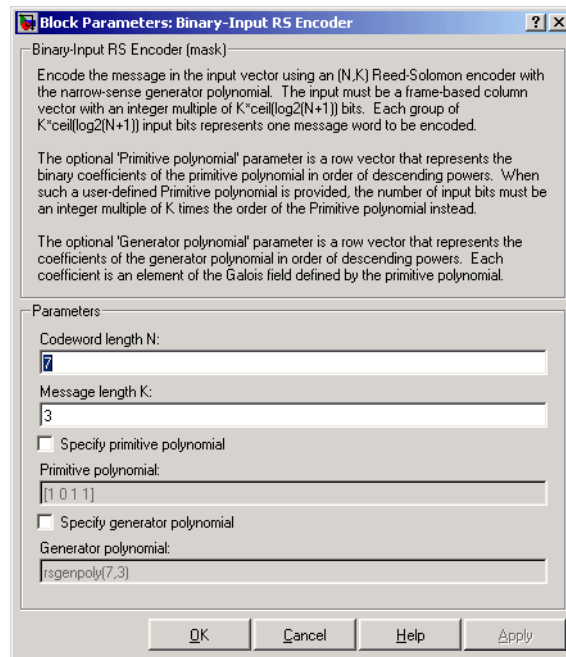 Block Parameters: Binary-Input RS Encoder
Binary-Input RS Encoder (mask)
Encode the message in the input vector using an (N,K) Reed-Solomon encoder with
the narrow-sense generator polynomial. The input must be a frame-based column
vector with an integer multiple of K*ceil(log2(N+1)) bits. Each group of
K*ceil(log2(N+1)) input bits represents one message word to be encoded.
The optional 'Primitive polynomial' parameter is a row vector that represents the
binary coefficients of the primitive polynomial in order of descending powers. When
such a user-defined Primitive polynomial is provided, the number of input bits must be
an integer multiple of K times the order of the Primitive polynomial instead.
The optional 'Generator polynomial' parameter is a row vector that represents the
coefficients of the generator polynomial in order of descending powers. Each
coefficient is an element of the Galois field defined by the primitive polynomial.
Parameters
Codeword length N:
7
Message length K:
3
Specify primitive polynomial
Primitive polynomial:
[1 0 1 1]
Specify generator polynomial
Generator polynomial:
rsgenpoly(7,3)
OK Cancel Help Apply